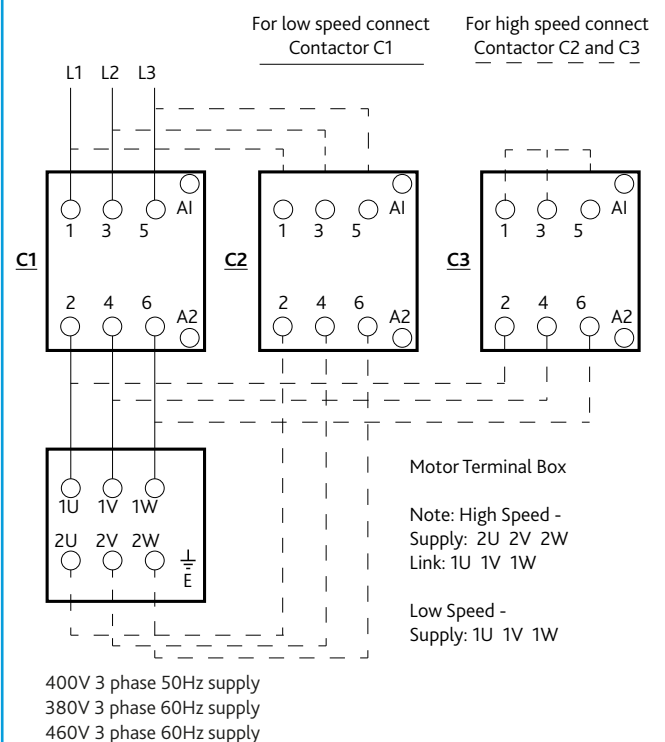 For low speed connect
Contactor C1
For high speed connect
Contactor C2 and C3
L1 L2 L3
1 3 5 AI
1 3 5 AI
1 3 5 AI
C1
C2
C3
2 4 6 A2
2 4 6 A2
2 4 6 A2
1U 1V 1W
2U 2V 2W
E
Motor Terminal Box
Note: High Speed -
Supply: 2U 2V 2W
Link: 1U 1V 1W
Low Speed -
Supply: 1U 1V 1W
400V 3 phase 50Hz supply
380V 3 phase 60Hz supply
460V 3 phase 60Hz supply